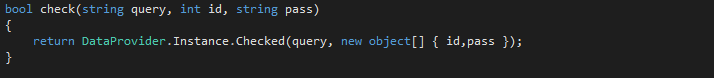 bool check(string query, int id, string pass)
{
    return DataProvider.Instance.Checked(query, new object[] { id,pass });
}